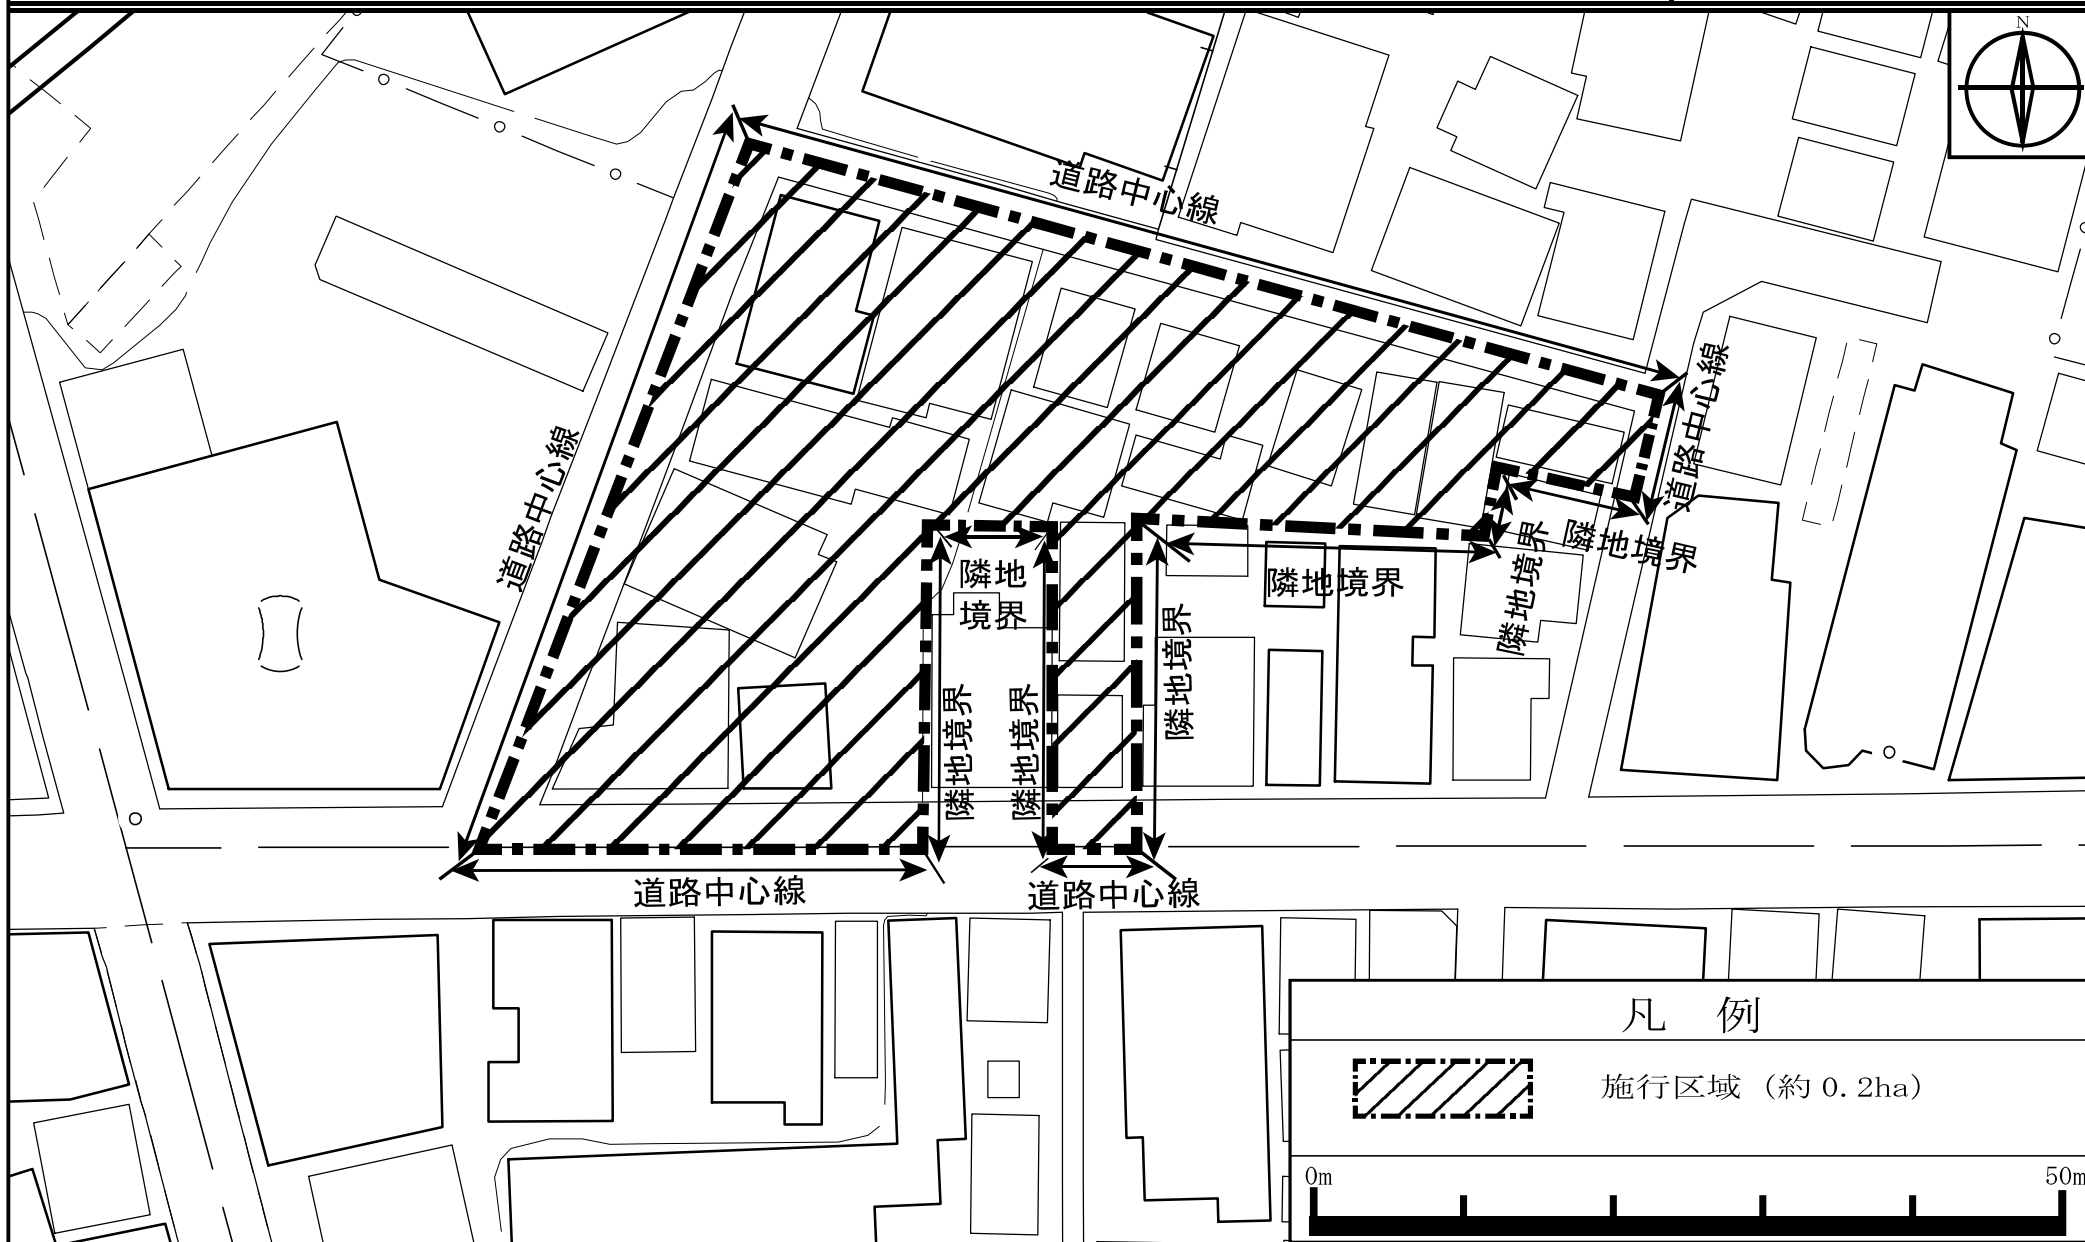 N
道路中心線
道路中心線
道路中心線
隣地境界
隣地境界
隣地
境界
隣地境界
隣地境界
隣地境界
隣地境界
道路中心線
道路中心線
凡 例
施行区域（約0.2ha）
0m
50m